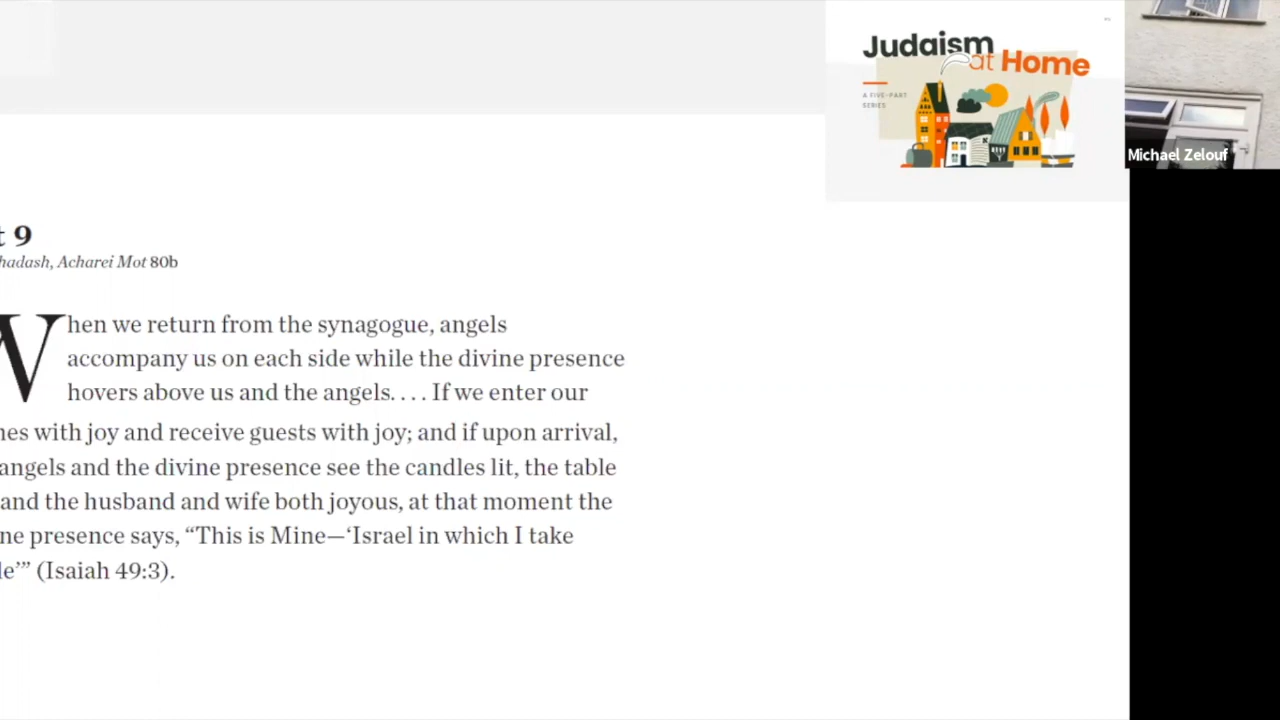 Judaism
at Home
A FIVE-PART
SERIES
Michael Zelouf
9
Acharei Mot 80b
When we return from the synagogue, angels
accompany us on each side while the divine presence
hovers above us and the angels. . . . If we enter our
with joy and receive guests with joy; and if upon arrival,
angels and the divine presence see the candles lit, the table
and the husband and wife both joyous, at that moment the
presence says, “This is Mine—‘Israel in which I take
(Isaiah 49:3).